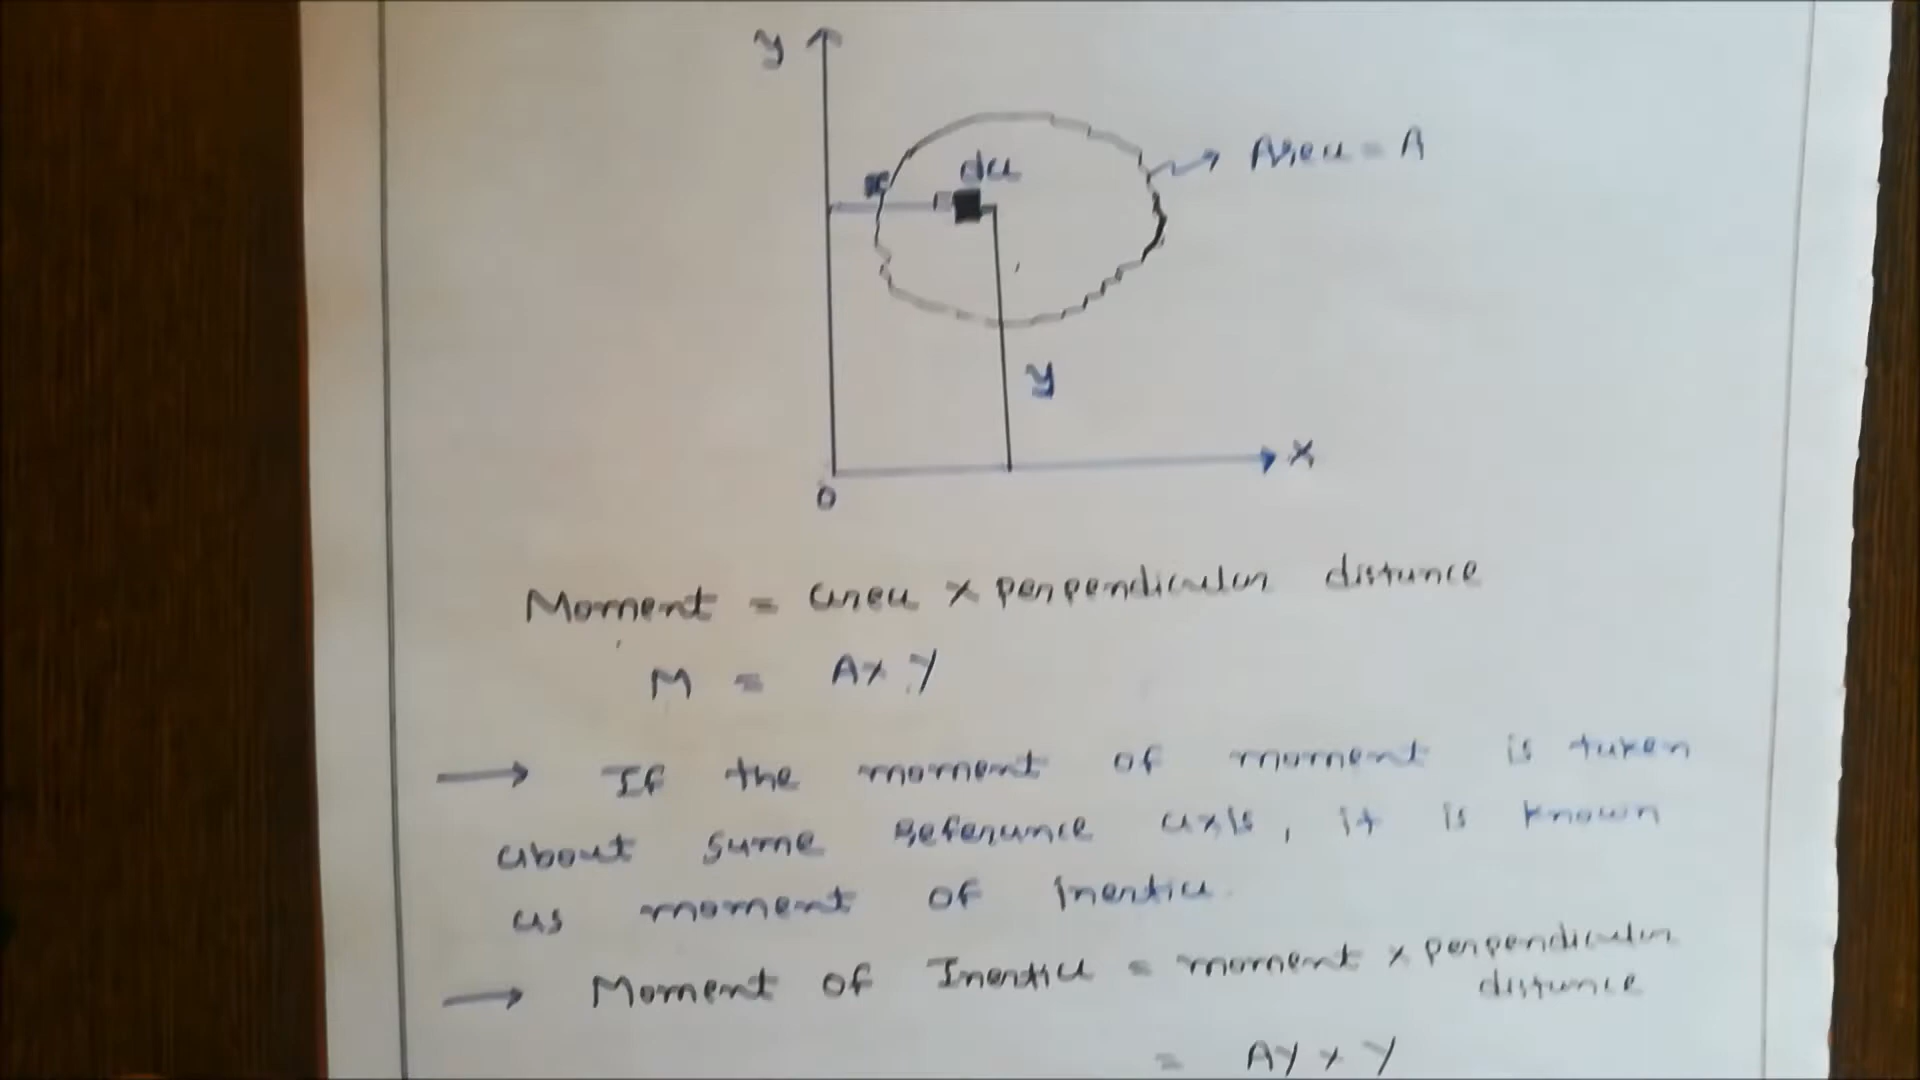 y
Area = A
da
x
y
x
0
Moment = area x perpendicular distance
M = A x y
→ If the moment of moment is taken
about same reference axis, it is known
as moment of Inertia.
→ Moment of Inertia = moment x perpendicular
distance
= Ay x y